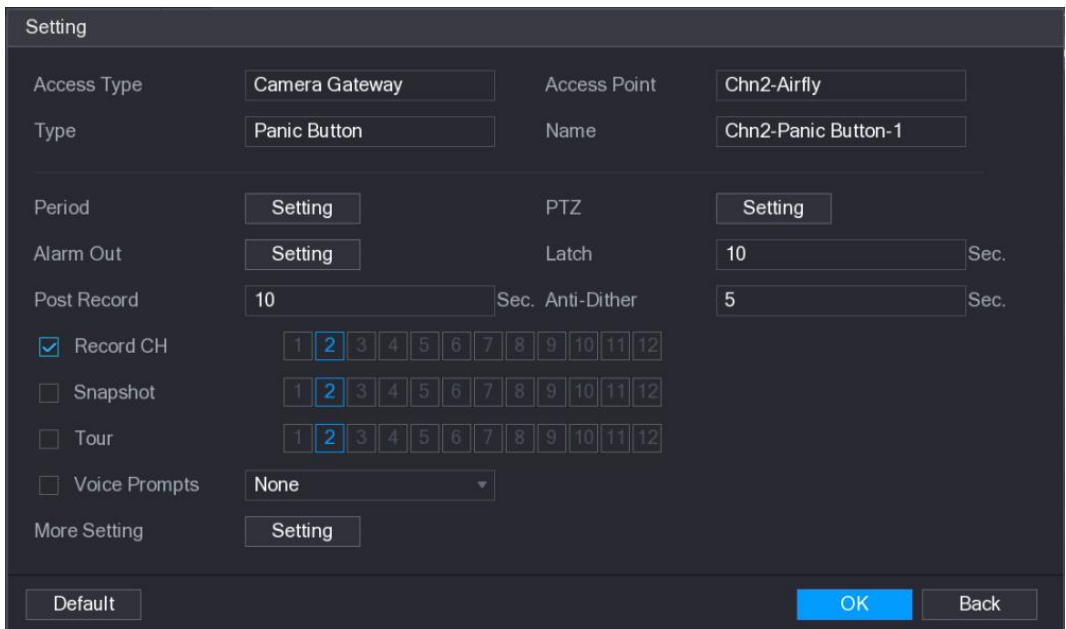 Setting
Access Type Camera Gateway Access Point Chn2-Airfly
Type Panic Button Name Chn2-Panic Button-1
Period Setting PTZ Setting
Alarm Out Setting Latch 10 Sec.
Post Record 10 Sec. Anti-Dither 5 Sec.
Record CH 1 2 3 4 5 6 7 8 9 10 11 12
Snapshot 1 2 3 4 5 6 7 8 9 10 11 12
Tour 1 2 3 4 5 6 7 8 9 10 11 12
Voice Prompts None
More Setting Setting
Default OK Back